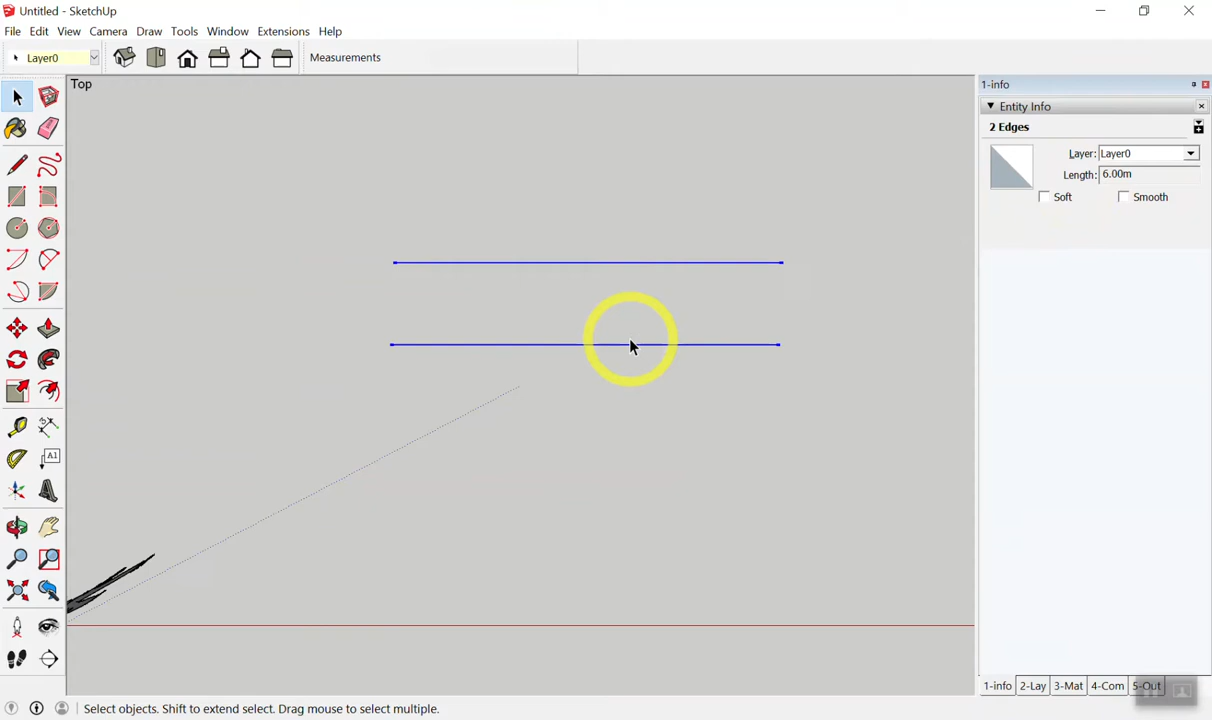 Untitled - SketchUp
File Edit View Camera Draw Tools Window Extensions Help
Layer0
Measurements
Top
1-info
Entity Info
2 Edges
Layer: Layer0
Length: 6.00m
Soft Smooth
A1
1-info 2-Lay 3-Mat 4-Com 5-Out
Select objects. Shift to extend select. Drag mouse to select multiple.